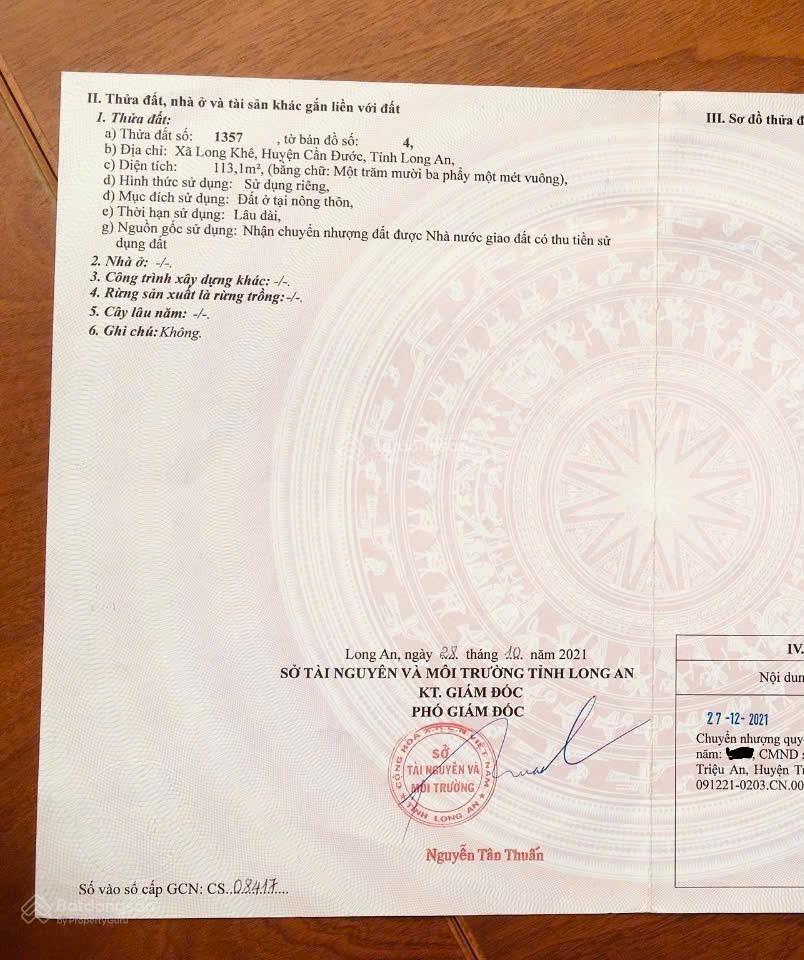 II. Thửa đất, nhà ở và tài sản khác gắn liền với đất
1. Thửa đất:
a) Thửa đất số: 1357 , tờ bản đồ số: 4,
b) Địa chỉ: Xã Long Khê, Huyện Cần Đước, Tỉnh Long An,
c) Diện tích: 113,1m², (bằng chữ: Một trăm mười ba phẩy một mét vuông),
d) Hình thức sử dụng: Sử dụng riêng,
đ) Mục đích sử dụng: Đất ở tại nông thôn,
e) Thời hạn sử dụng: Lâu dài,
g) Nguồn gốc sử dụng: Nhận chuyển nhượng đất được Nhà nước giao đất có thu tiền sử
dụng đất
2. Nhà ở: -/-.
3. Công trình xây dựng khác: -/-.
4. Rừng sản xuất là rừng trồng: -/-.
5. Cây lâu năm: -/-.
6. Ghi chú: Không.
Long An, ngày 28. tháng 10. năm 2021
SỞ TÀI NGUYÊN VÀ MÔI TRƯỜNG TỈNH LONG AN
KT. GIÁM ĐỐC
PHÓ GIÁM ĐỐC
CỘNG HÒA X.H.C.N VIỆT NAM
SỞ
TÀI NGUYÊN VÀ
MÔI TRƯỜNG
TỈNH LONG AN
Nguyễn Tân Thuấn
Số vào sổ cấp GCN: CS..08417....
III. Sơ đồ thửa đ
IV.
Nội dun
27-12-2021
Chuyển nhượng quy
năm: , CMND s
Triệu An, Huyện Tr
091221-0203.CN.00
Batdongsan
by PropertyGuru